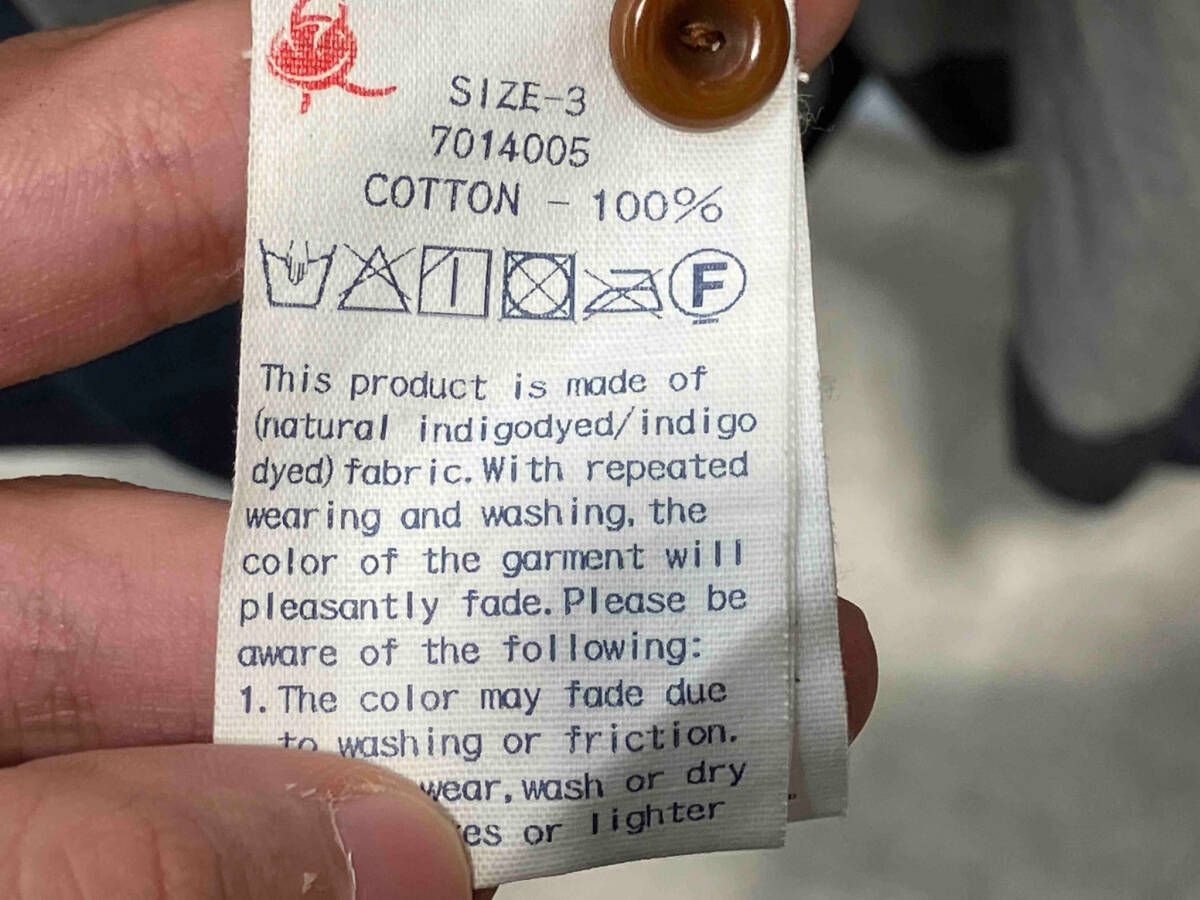 SIZE-3
7014005
COTTON - 100%
F
This product is made of
(natural indigodyed/indigo
dyed) fabric. With repeated
wearing and washing, the
color of the garment will
pleasantly fade. Please be
aware of the following:
1. The color may fade due
to washing or friction.
wear, wash or dry
or lighter